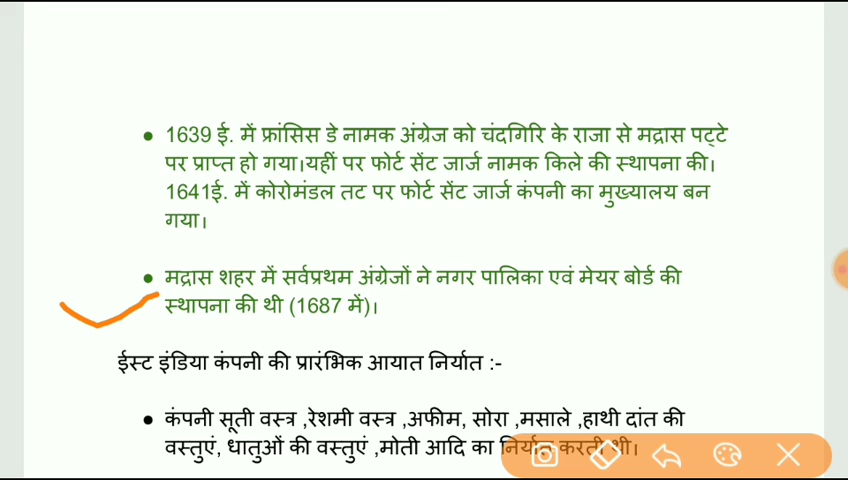 ● 1639 ई. में फ्रांसिस डे नामक अंग्रेज को चंदगिरि के राजा से मद्रास पट्टे
पर प्राप्त हो गया।यहीं पर फोर्ट सेंट जार्ज नामक किले की स्थापना की।
1641ई. में कोरोमंडल तट पर फोर्ट सेंट जार्ज कंपनी का मुख्यालय बन
गया।
● मद्रास शहर में सर्वप्रथम अंग्रेजों ने नगर पालिका एवं मेयर बोर्ड की
स्थापना की थी (1687 में)।
ईस्ट इंडिया कंपनी की प्रारंभिक आयात निर्यात :-
● कंपनी सूती वस्त्र ,रेशमी वस्त्र ,अफीम, सोरा ,मसाले ,हाथी दांत की
वस्तुएं, धातुओं की वस्तुएं ,मोती आदि का निर्यात करती थी।